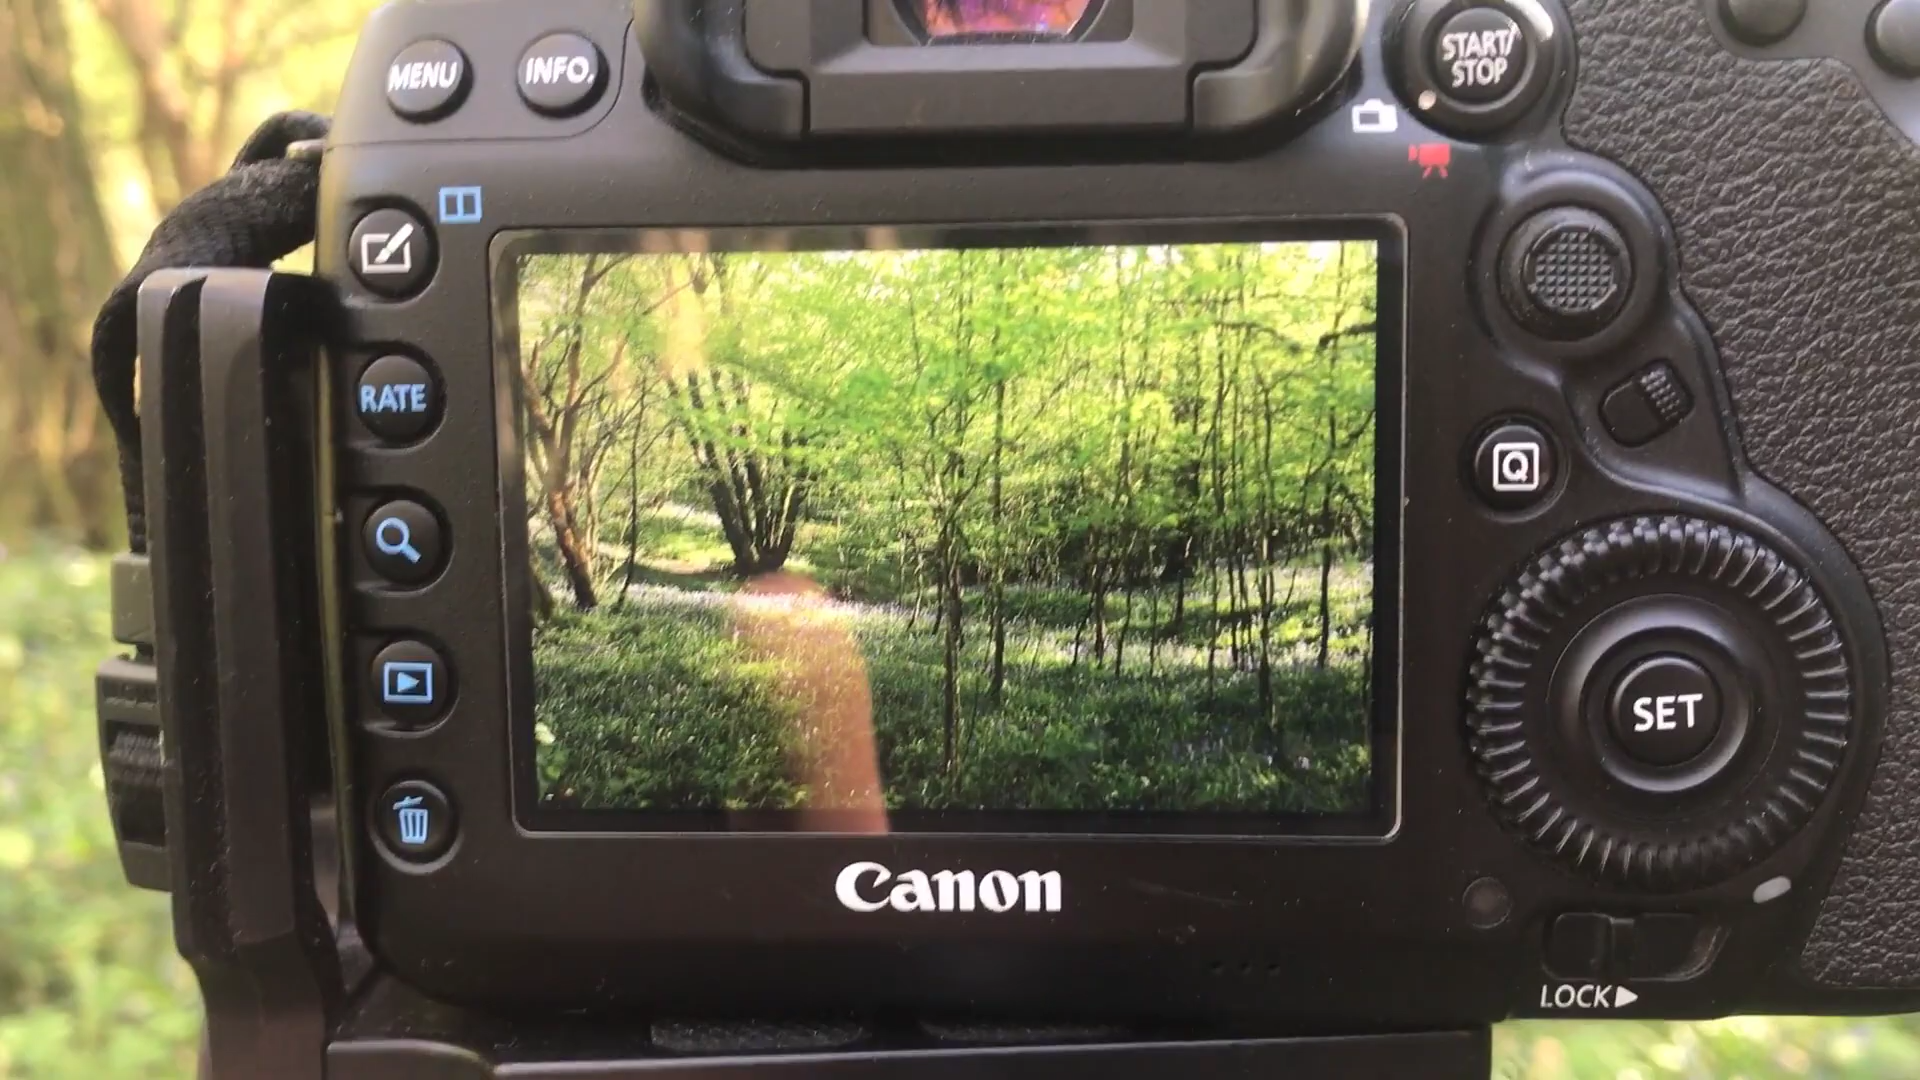 MENU
INFO.
START/
STOP
RATE
Q
SET
Canon
LOCK